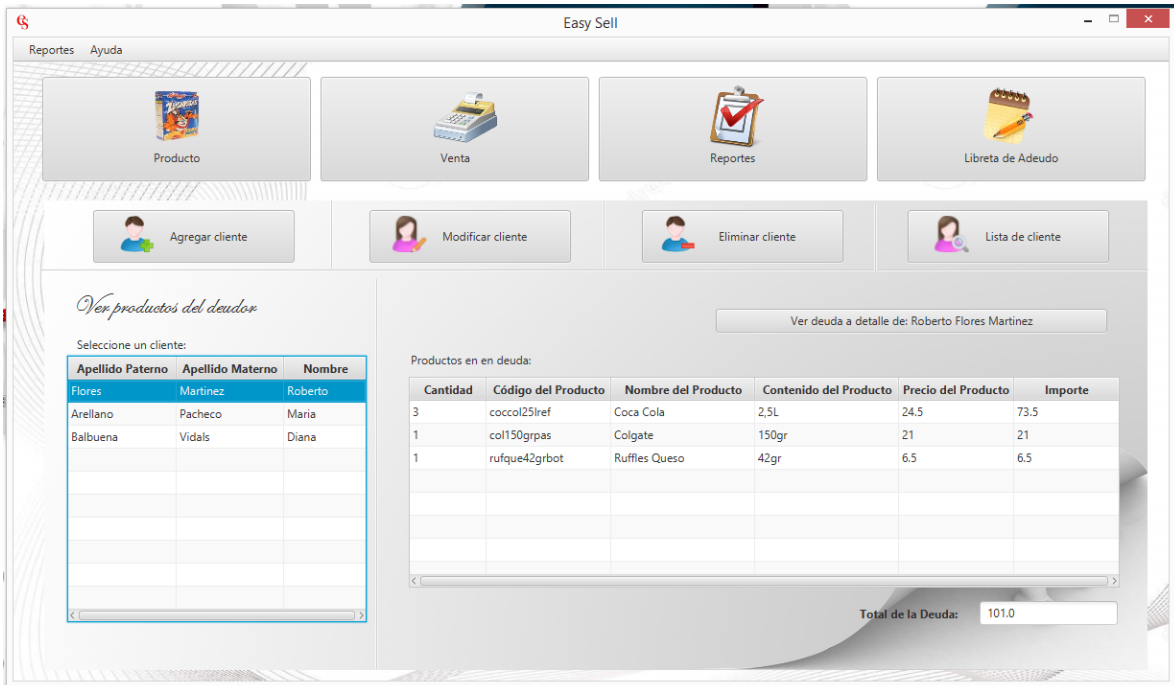 Easy Sell
Reportes Ayuda
Producto Venta Reportes Libreta de Adeudo
Agregar cliente Modificar cliente Eliminar cliente Lista de cliente
Ver productos del deudor
Ver deuda a detalle de: Roberto Flores Martinez
Seleccione un cliente:
Apellido Paterno Apellido Materno Nombre
Flores Martinez Roberto
Arellano Pacheco Maria
Balbuena Vidals Diana
Productos en en deuda:
Cantidad Código del Producto Nombre del Producto Contenido del Producto Precio del Producto Importe
3 coccol25lref Coca Cola 2,5L 24.5 73.5
1 col150grpas Colgate 150gr 21 21
1 rufque42grbot Ruffles Queso 42gr 6.5 6.5
Total de la Deuda: 101.0